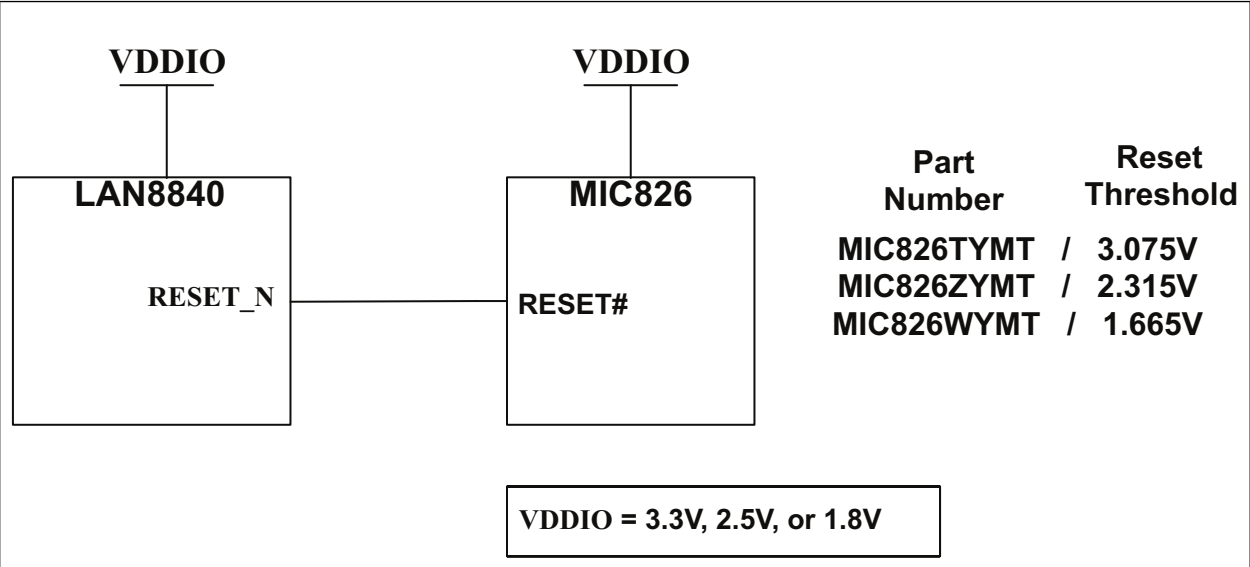 VDDIO
VDDIO
LAN8840
MIC826
RESET_N
RESET#
Part Number
Reset Threshold
MIC826TYMT / 3.075V
MIC826ZYMT / 2.315V
MIC826WYMT / 1.665V
VDDIO = 3.3V, 2.5V, or 1.8V